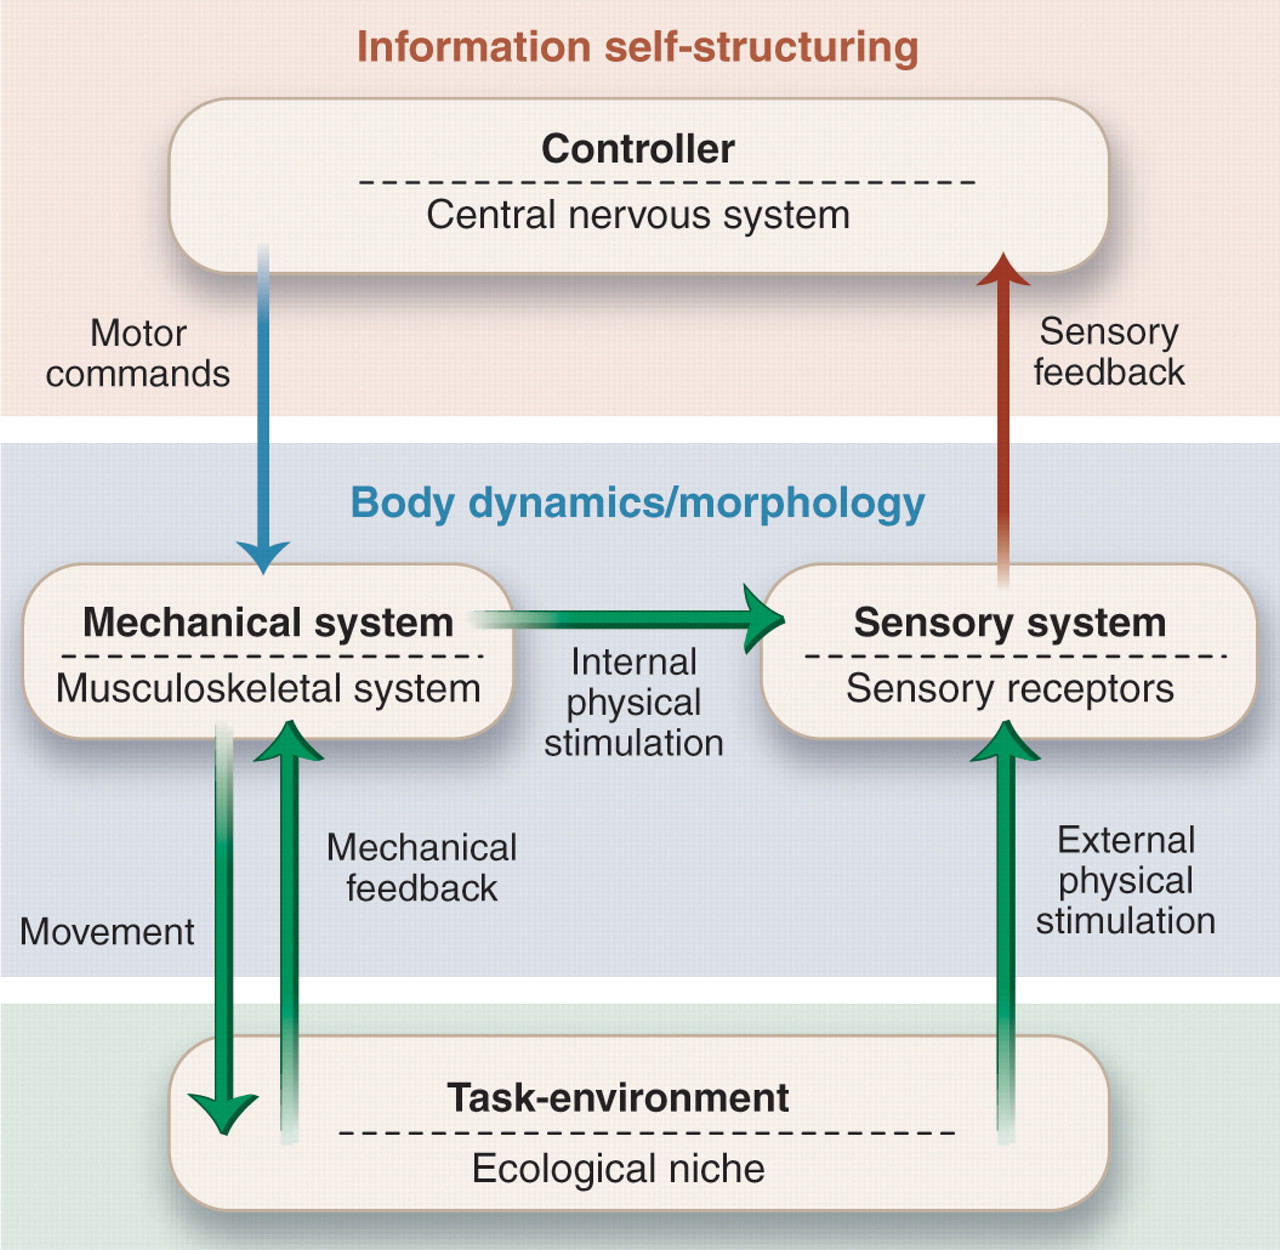 Information self-structuring
Controller
Central nervous system
Motor
commands
Sensory
feedback
Body dynamics/morphology
Mechanical system
Musculoskeletal system
Internal
physical
stimulation
Sensory system
Sensory receptors
Movement
Mechanical
feedback
External
physical
stimulation
Task-environment
Ecological niche